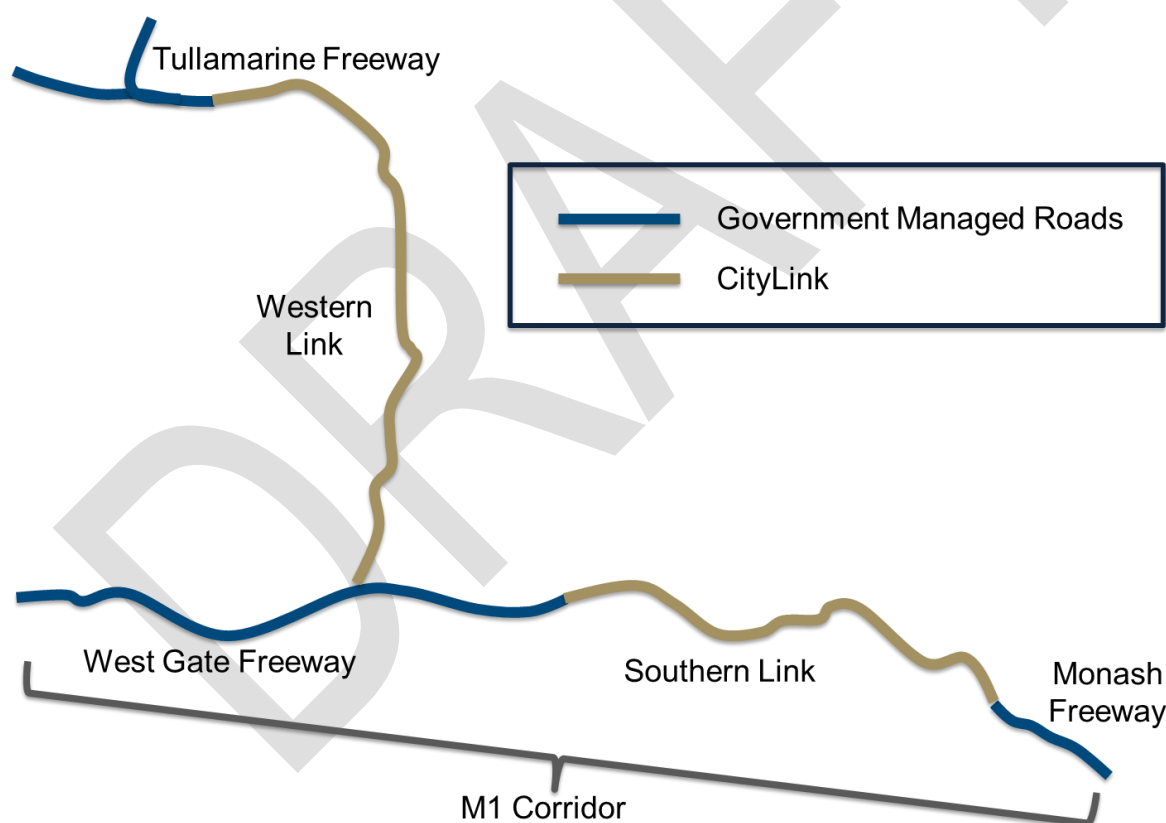 Tullamarine Freeway
Government Managed Roads
CityLink
Western
Link
West Gate Freeway
Southern Link
Monash
Freeway
M1 Corridor
DRAFT